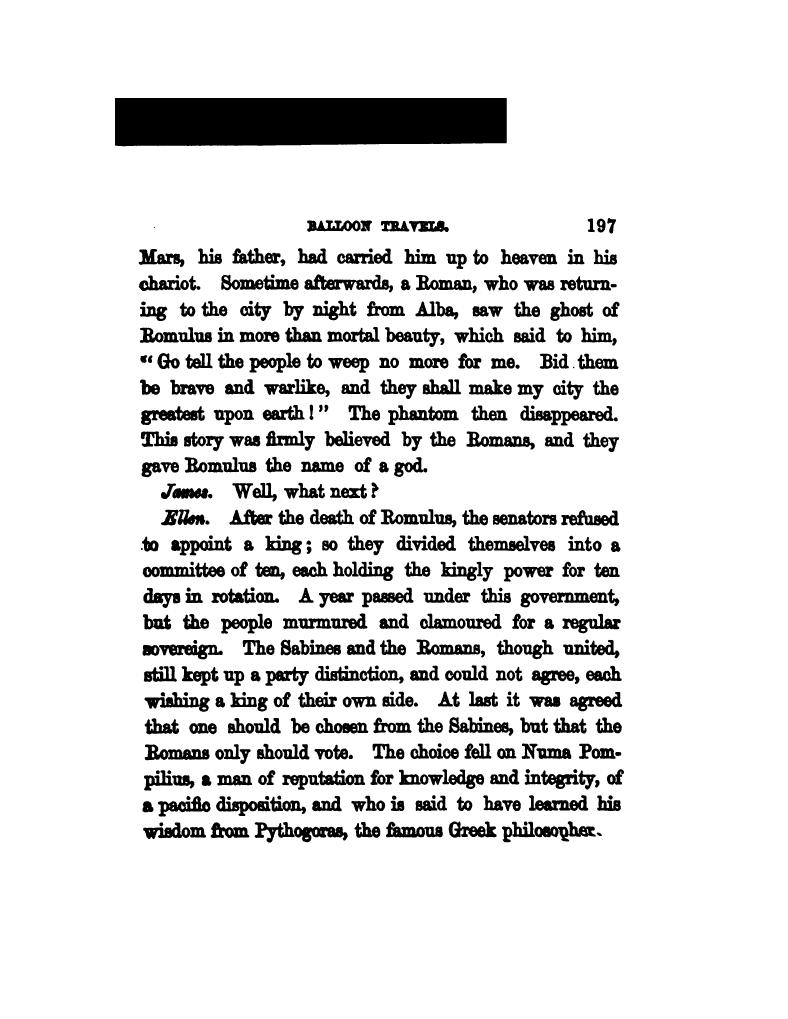 BALLOON TRAVELS. 197
Mars, his father, had carried him up to heaven in his
chariot. Sometime afterwards, a Roman, who was return-
ing to the city by night from Alba, saw the ghost of
Romulus in more than mortal beauty, which said to him,
"Go tell the people to weep no more for me. Bid them
be brave and warlike, and they shall make my city the
greatest upon earth!" The phantom then disappeared.
This story was firmly believed by the Romans, and they
gave Romulus the name of a god.
James. Well, what next?
Ellen. After the death of Romulus, the senators refused
to appoint a king; so they divided themselves into a
committee of ten, each holding the kingly power for ten
days in rotation. A year passed under this government,
but the people murmured and clamoured for a regular
sovereign. The Sabines and the Romans, though united,
still kept up a party distinction, and could not agree, each
wishing a king of their own side. At last it was agreed
that one should be chosen from the Sabines, but that the
Romans only should vote. The choice fell on Numa Pom-
pilius, a man of reputation for knowledge and integrity, of
a pacific disposition, and who is said to have learned his
wisdom from Pythogoras, the famous Greek philosopher.